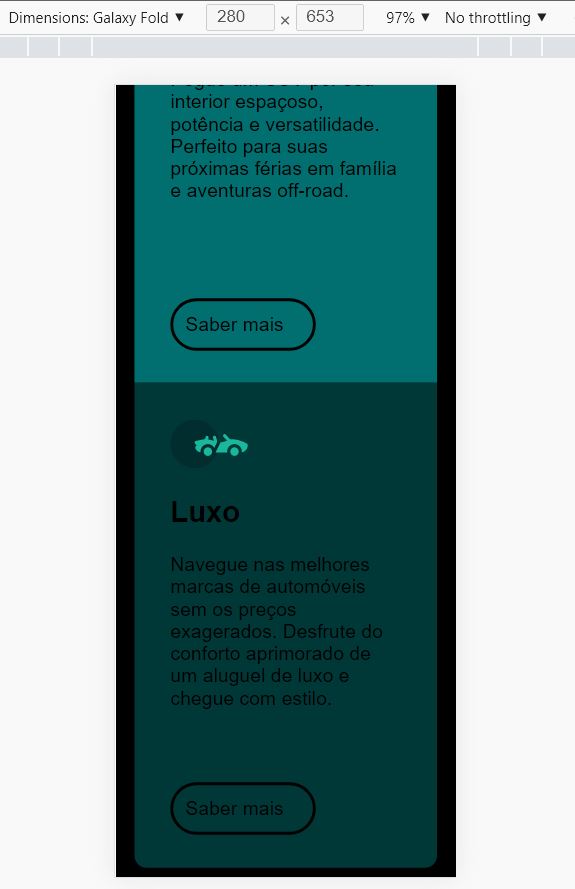 Dimensions: Galaxy Fold ▼ 280 × 653 97% ▼ No throttling ▼
interior espaçoso,
potência e versatilidade.
Perfeito para suas
próximas férias em família
e aventuras off-road.
Saber mais
Luxo
Navegue nas melhores
marcas de automóveis
sem os preços
exagerados. Desfrute do
conforto aprimorado de
um aluguel de luxo e
chegue com estilo.
Saber mais